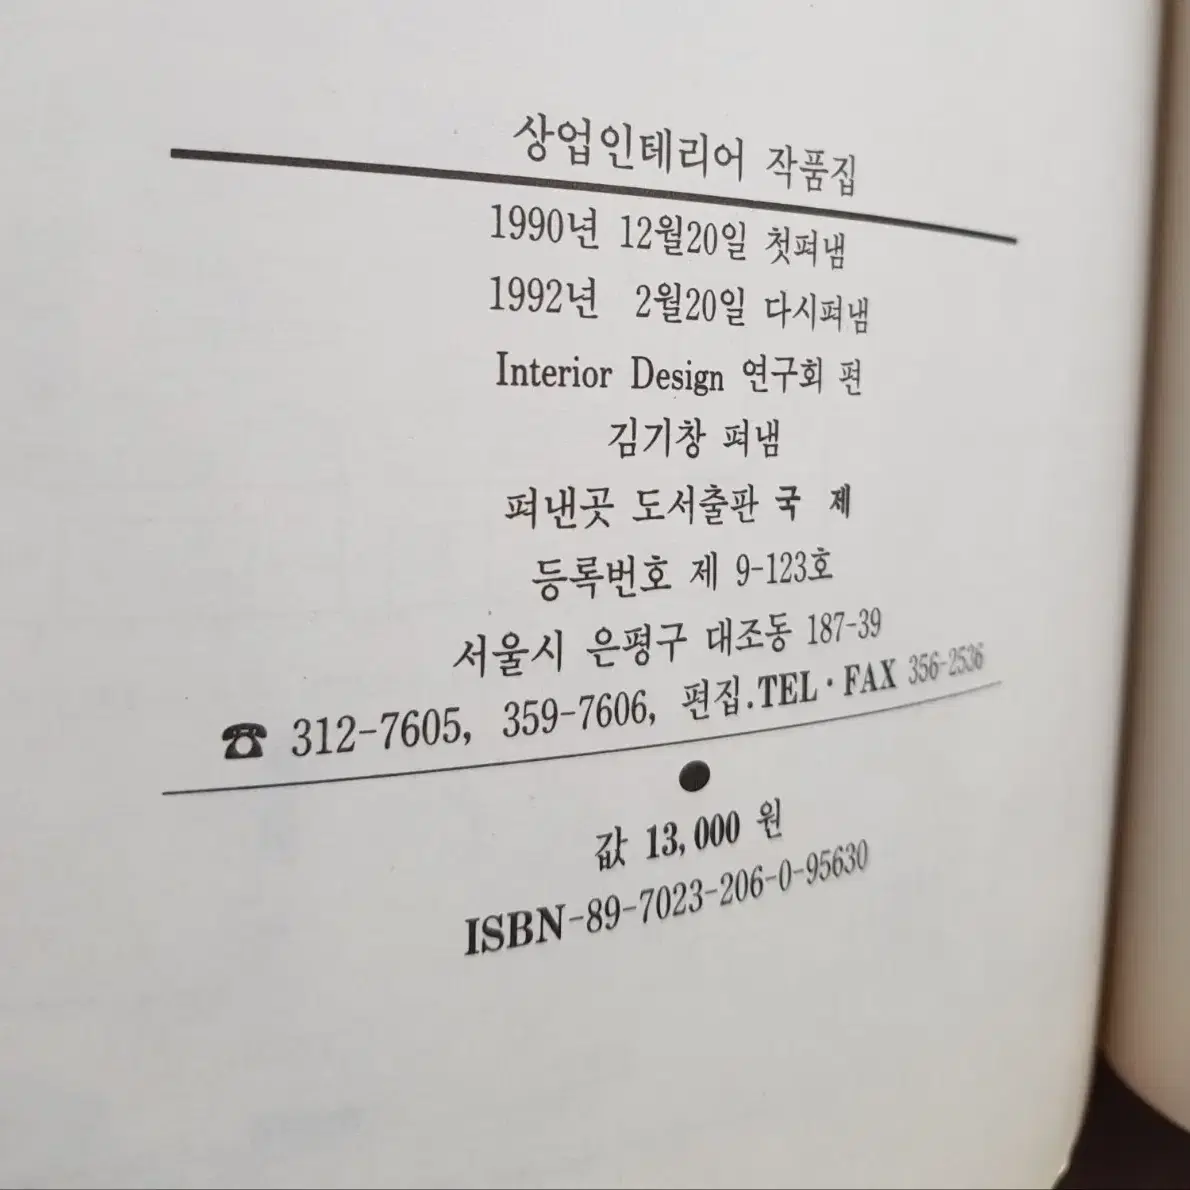 상업인테리어 작품집
1990년 12월20일 첫펴냄
1992년 2월20일 다시펴냄
Interior Design 연구회 편
김기창 펴냄
펴낸곳 도서출판 국 제
등록번호 제 9-123호
서울시 은평구 대조동 187-39
☎ 312-7605, 359-7606, 편집.TEL·FAX 356-2536
값 13,000 원
ISBN-89-7023-206-0-95630